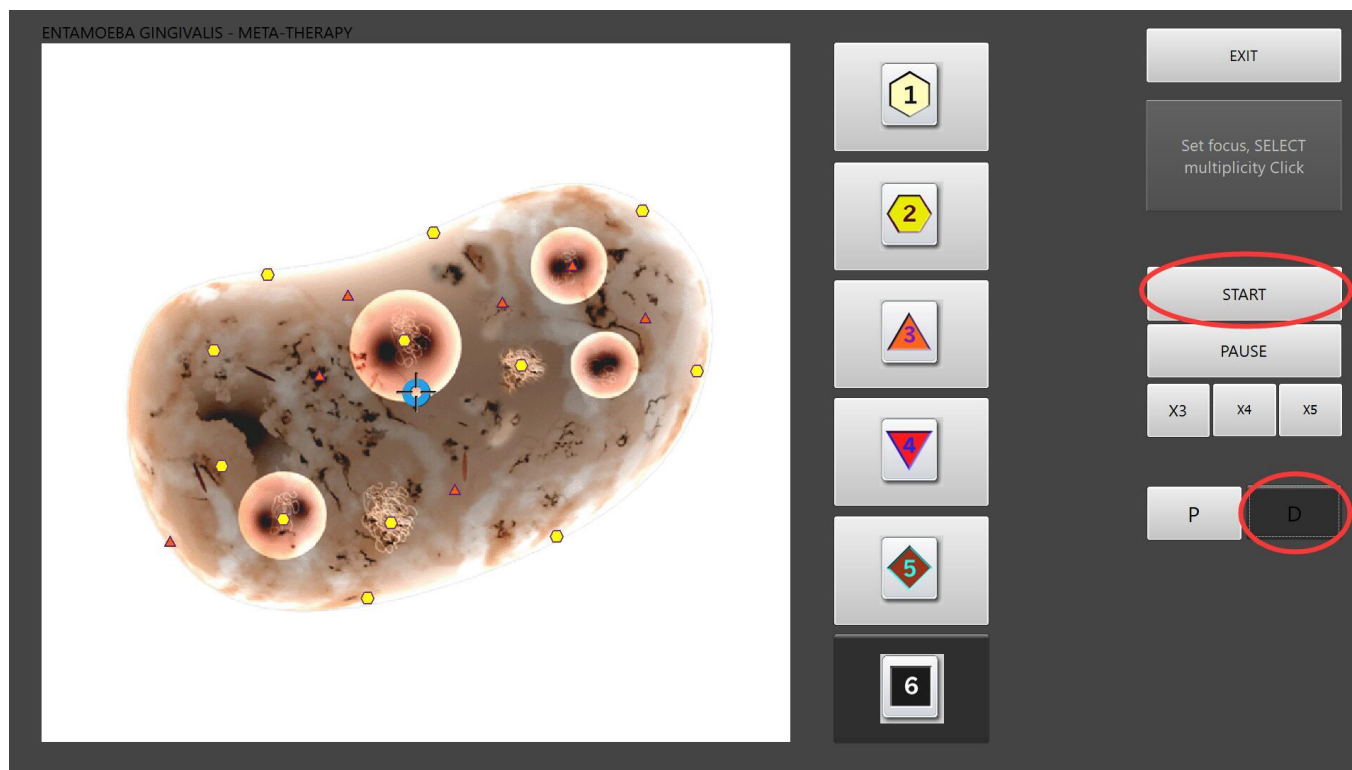 ENTAMOEBA GINGIVALIS - META-THERAPY
1
2
3
4
5
6
EXIT
Set focus, SELECT
multiplicity Click
START
PAUSE
X3 X4 X5
P D